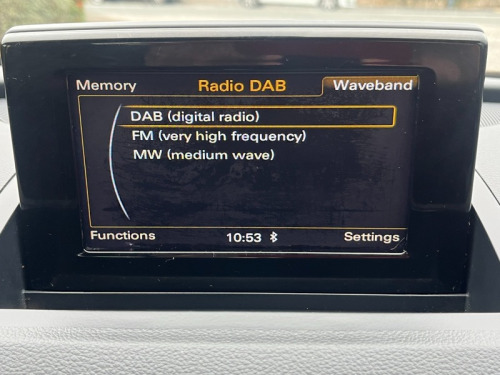 Memory Radio DAB Waveband
DAB (digital radio)
FM (very high frequency)
MW (medium wave)
Functions 10:53 Settings